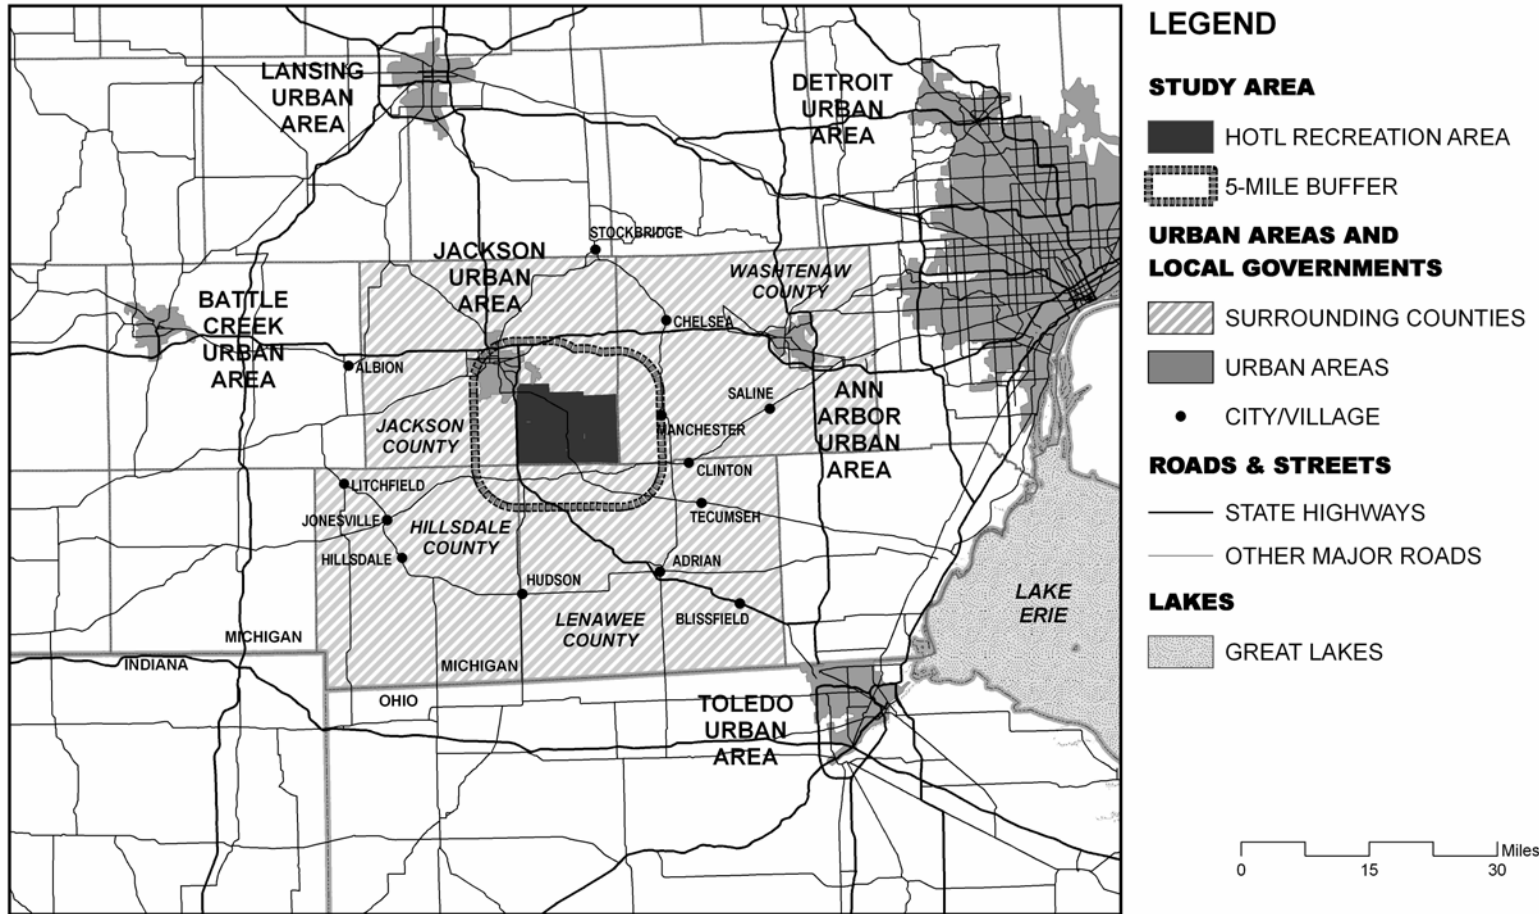 LANSING
URBAN
AREA
DETROIT
URBAN
AREA
STOCKBRIDGE
JACKSON
URBAN
AREA
WASHTENAW
COUNTY
BATTLE
CREEK
URBAN
AREA
CHELSEA
ALBION
ANN
ARBOR
URBAN
AREA
SALINE
JACKSON
COUNTY
MANCHESTER
CLINTON
LITCHFIELD
TECUMSEH
JONESVILLE
HILLSDALE
COUNTY
HILLSDALE
ADRIAN
HUDSON
BLISSFIELD
LENAWEE
COUNTY
LAKE
ERIE
MICHIGAN
INDIANA
MICHIGAN
OHIO
TOLEDO
URBAN
AREA
LEGEND
STUDY AREA
HOTL RECREATION AREA
5-MILE BUFFER
URBAN AREAS AND
LOCAL GOVERNMENTS
SURROUNDING COUNTIES
URBAN AREAS
CITY/VILLAGE
ROADS & STREETS
STATE HIGHWAYS
OTHER MAJOR ROADS
LAKES
GREAT LAKES
Miles
0 15 30